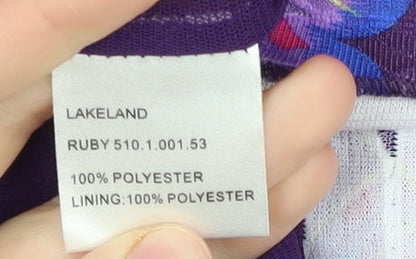 LAKELAND
RUBY 510.1.001.53
100% POLYESTER
LINING:100% POLYESTER